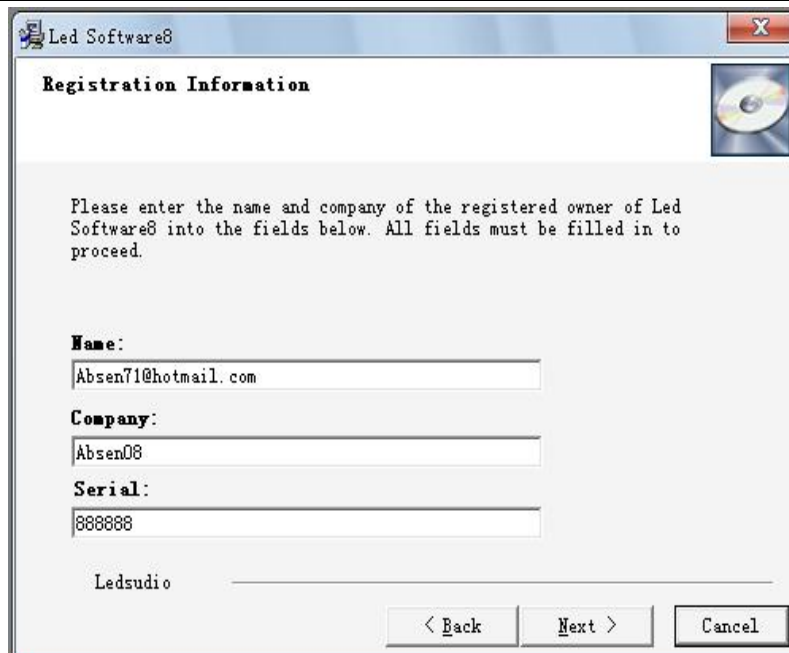 Led Software8
Registration Information
Please enter the name and company of the registered owner of Led
Software8 into the fields below. All fields must be filled in to
proceed.
Name:
Absen71@hotmail.com
Company:
Absen08
Serial:
888888
Ledsudio
< Back Next > Cancel